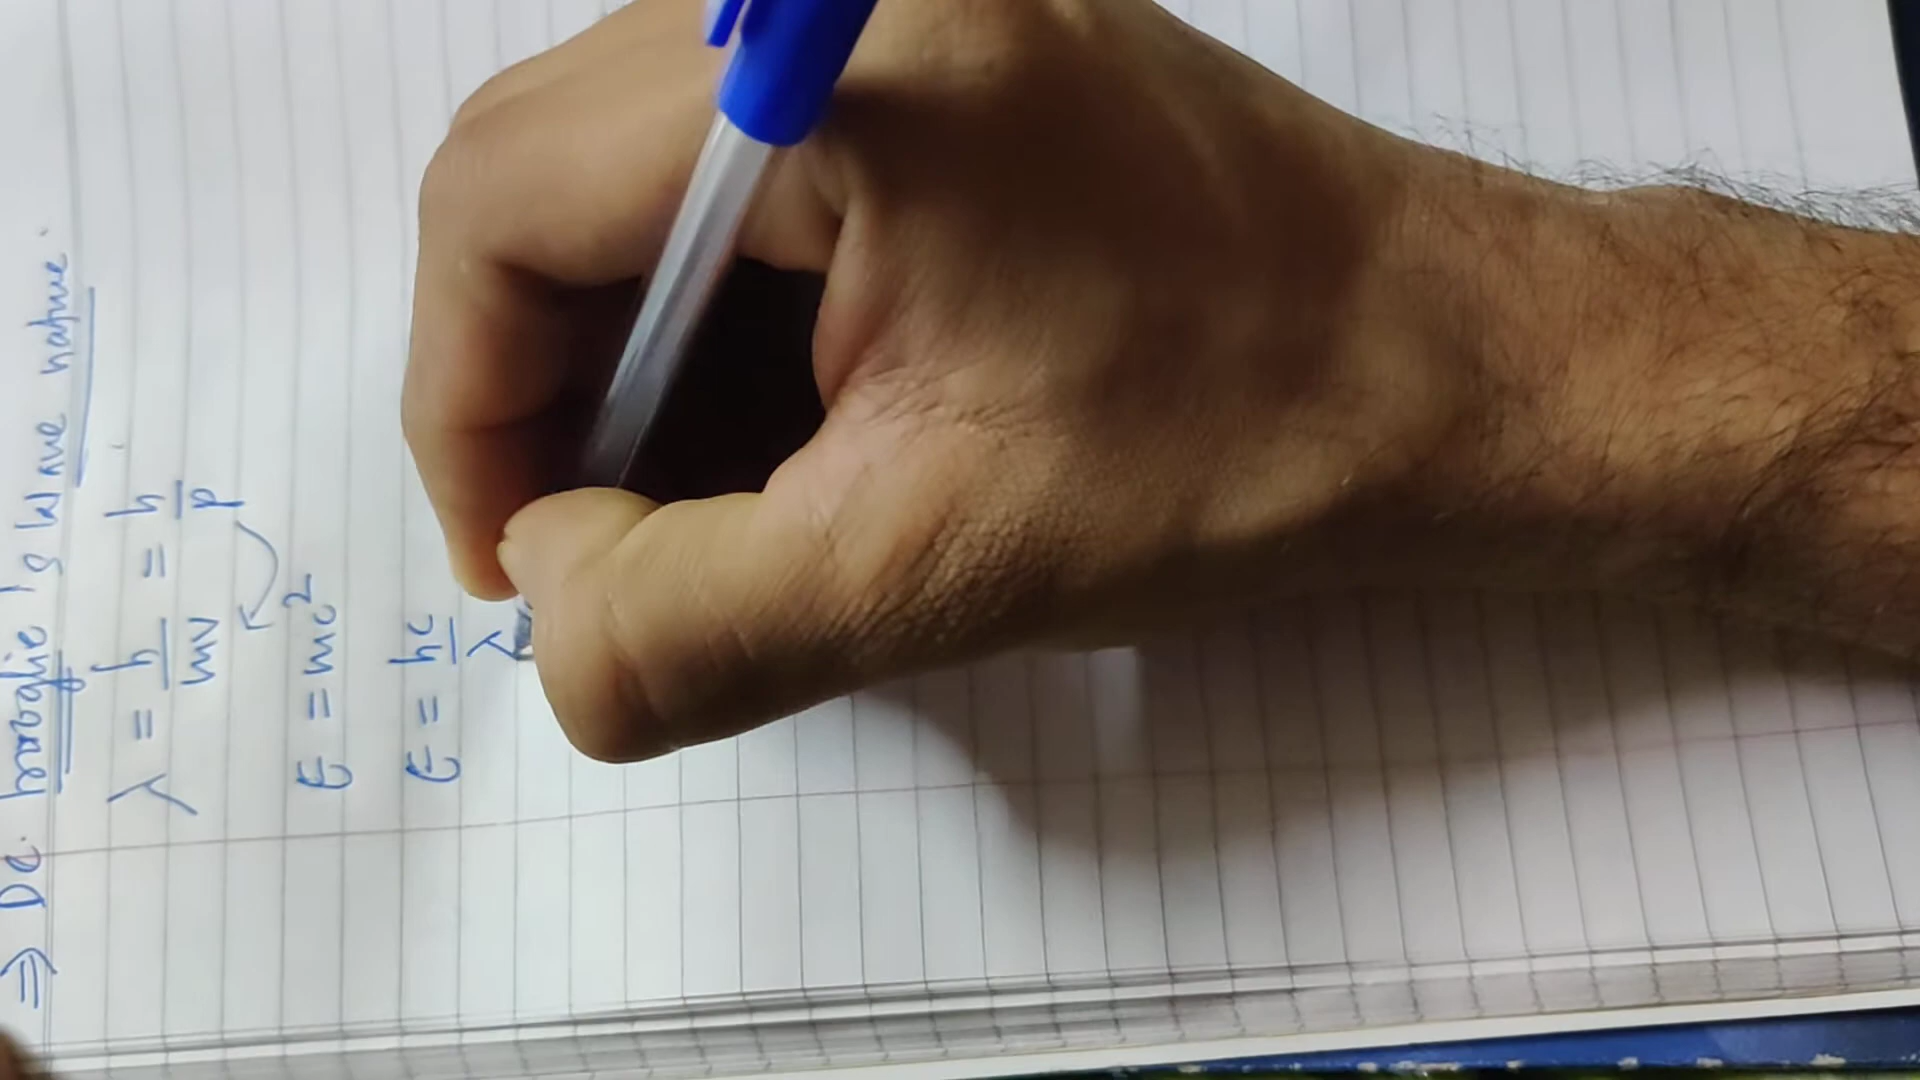 ⇒ De. broglie's wave nature.
λ = h/mv = h/p
E = mc²
E = hc/λ